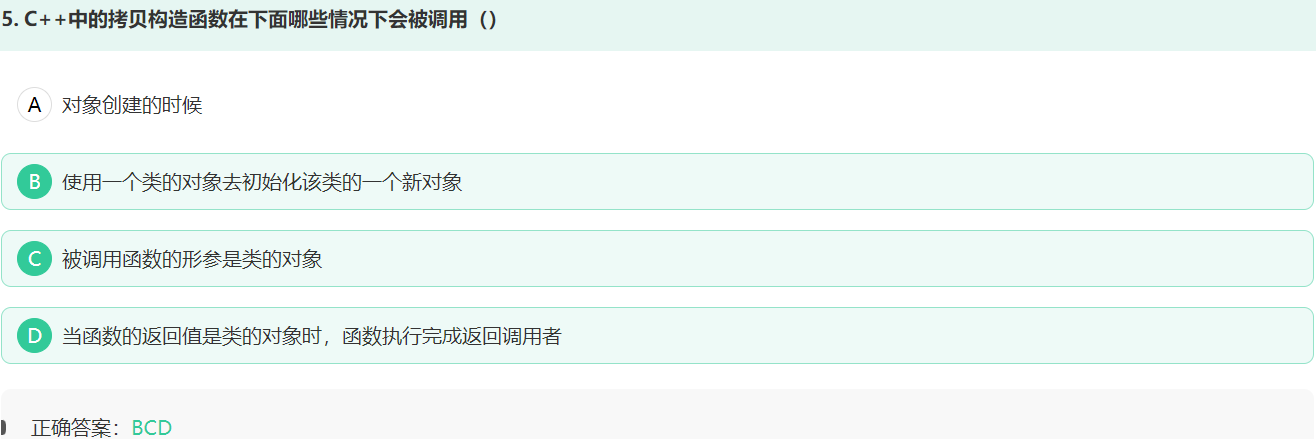 5. C++中的拷贝构造函数在下面哪些情况下会被调用（）
A 对象创建的时候
B 使用一个类的对象去初始化该类的一个新对象
C 被调用函数的形参是类的对象
D 当函数的返回值是类的对象时，函数执行完成返回调用者
正确答案：BCD